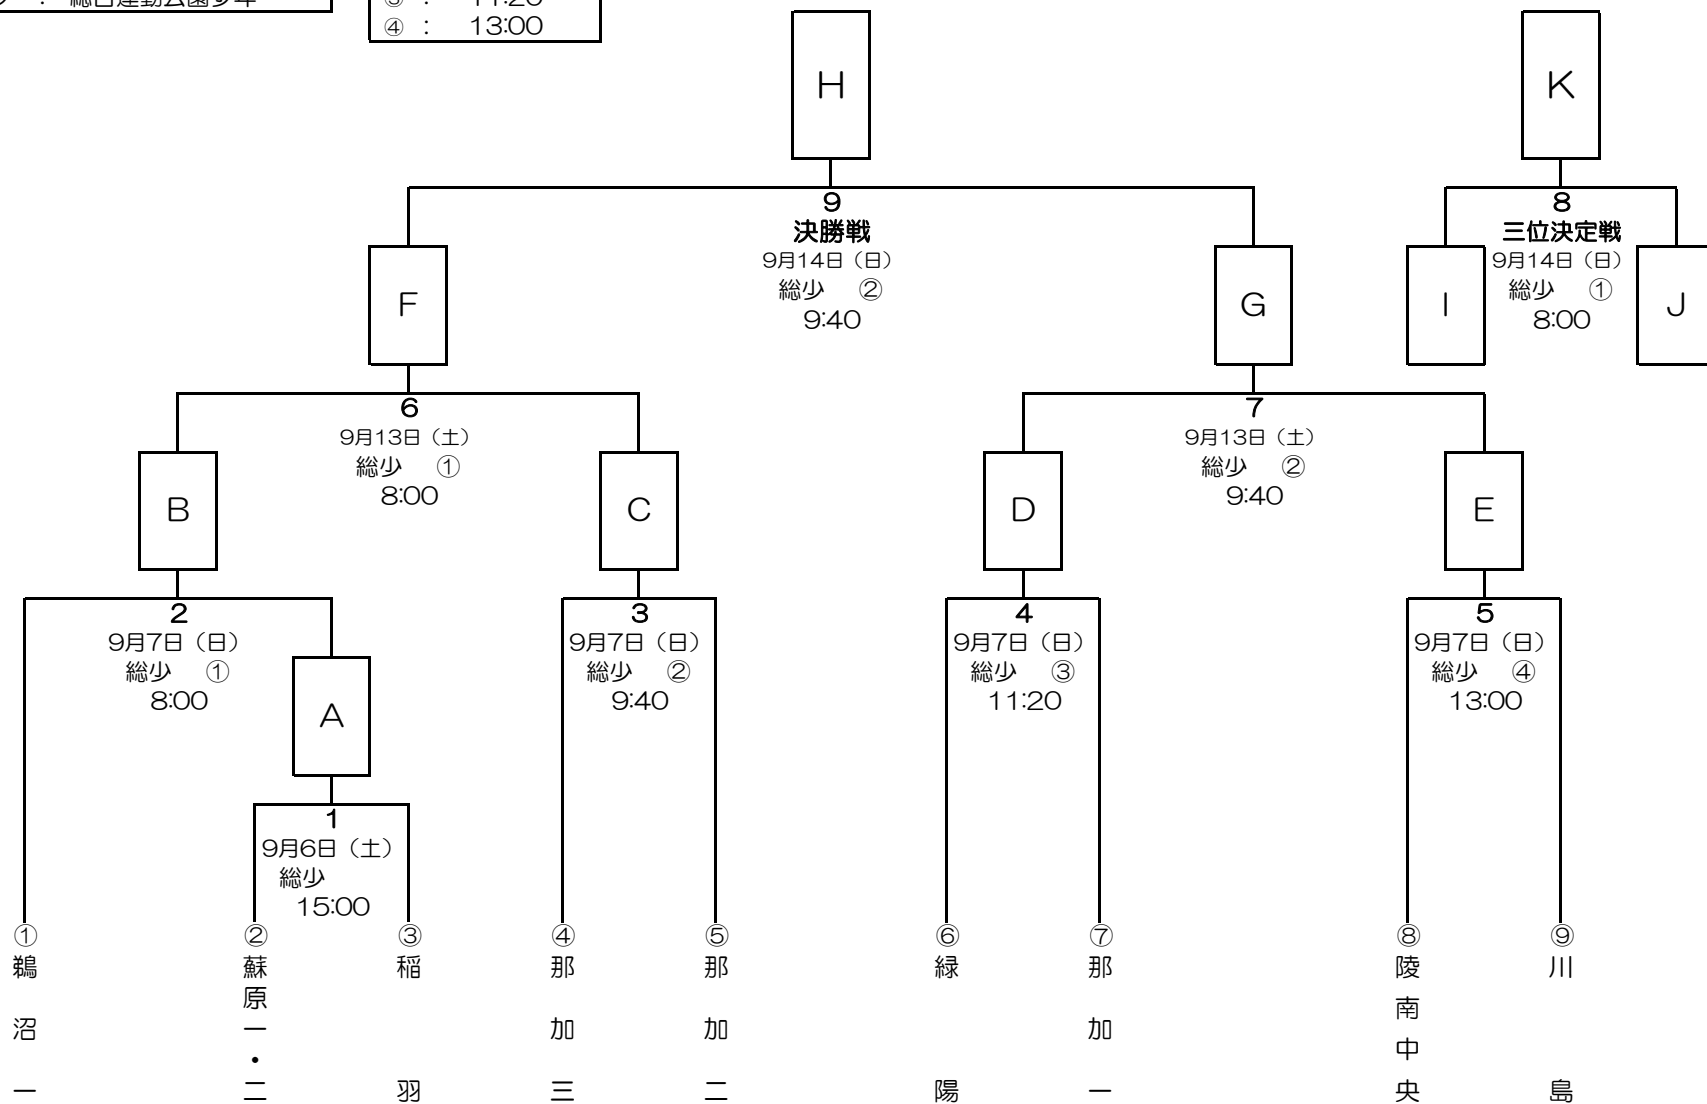 ： 総合運動公園少年
③ ： 11:20
④ ： 13:00
H
K
9
決勝戦
9月14日（日）
総少 ②
9:40
8
三位決定戦
9月14日（日）
総少 ①
8:00
F
G
I
J
6
9月13日（土）
総少 ①
8:00
7
9月13日（土）
総少 ②
9:40
B
C
D
E
2
9月7日（日）
総少 ①
8:00
3
9月7日（日）
総少 ②
9:40
4
9月7日（日）
総少 ③
11:20
5
9月7日（日）
総少 ④
13:00
A
1
9月6日（土）
総少
15:00
①鵜沼一
②蘇原一・二
③稲羽
④那加三
⑤那加二
⑥緑陽
⑦那加一
⑧陵南中央
⑨川島